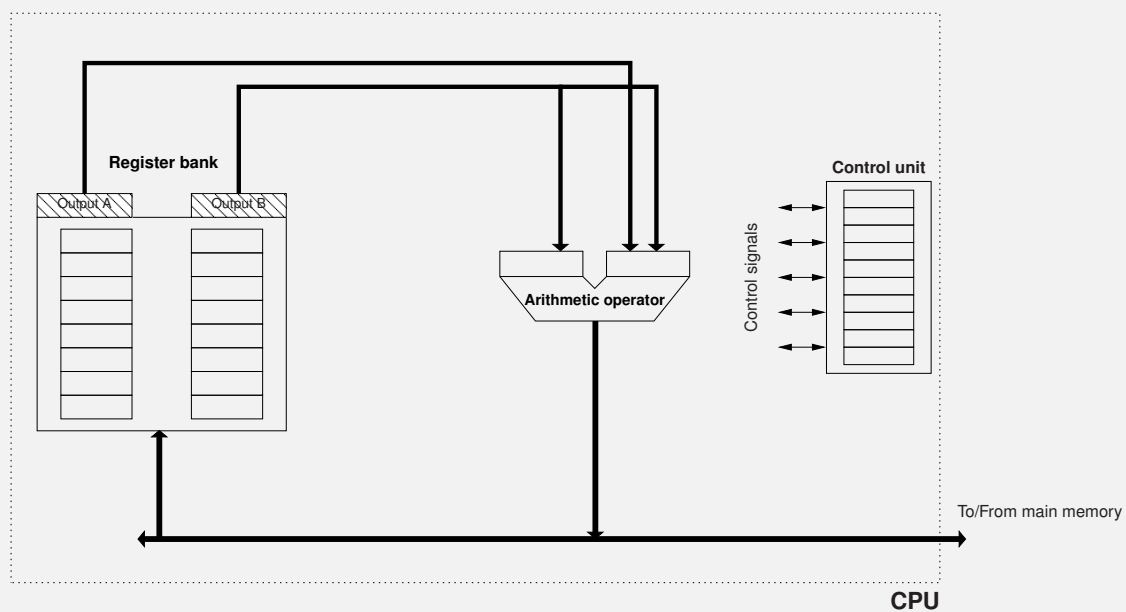 Register bank
Output A
Output B
Control unit
Control signals
Arithmetic operator
To/From main memory
CPU